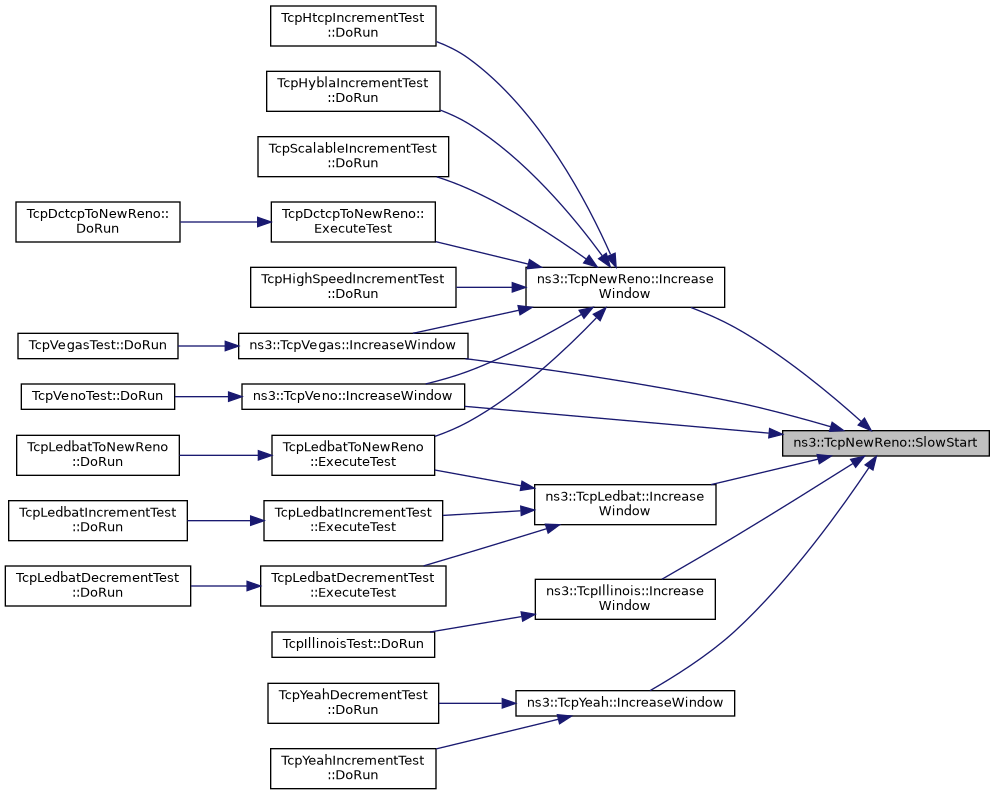 TcpHtcpIncrementTest
::DoRun
TcpHyblaIncrementTest
::DoRun
TcpScalableIncrementTest
::DoRun
TcpDctcpToNewReno::
DoRun
TcpDctcpToNewReno::
ExecuteTest
TcpHighSpeedIncrementTest
::DoRun
ns3::TcpNewReno::Increase
Window
TcpVegasTest::DoRun
ns3::TcpVegas::IncreaseWindow
TcpVenoTest::DoRun
ns3::TcpVeno::IncreaseWindow
TcpLedbatToNewReno
::DoRun
TcpLedbatToNewReno
::ExecuteTest
ns3::TcpNewReno::SlowStart
TcpLedbatIncrementTest
::DoRun
TcpLedbatIncrementTest
::ExecuteTest
ns3::TcpLedbat::Increase
Window
TcpLedbatDecrementTest
::DoRun
TcpLedbatDecrementTest
::ExecuteTest
ns3::TcpIllinois::Increase
Window
TcpIllinoisTest::DoRun
TcpYeahDecrementTest
::DoRun
ns3::TcpYeah::IncreaseWindow
TcpYeahIncrementTest
::DoRun